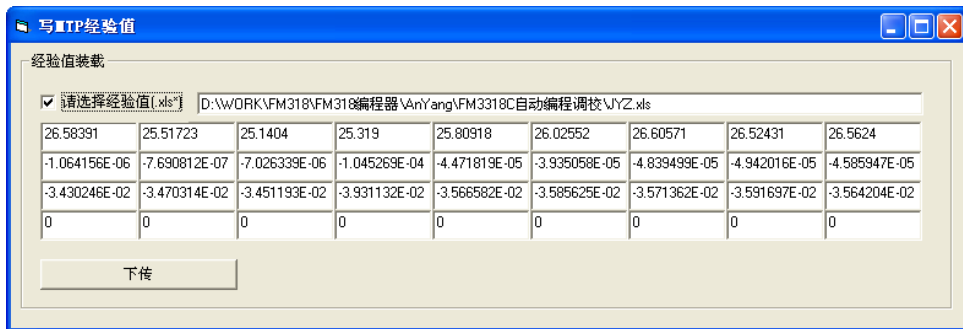 写MTP经验值
经验值装载
请选择经验值(.xls*) D:\WORK\FM318\FM318编程器\AnYang\FM3318C自动编程调校\JYZ.xls
26.58391 25.51723 25.1404 25.319 25.80918 26.02552 26.60571 26.52431 26.5624
-1.064156E-06 -7.690812E-07 -7.026339E-06 -1.045269E-04 -4.471819E-05 -3.935058E-05 -4.839499E-05 -4.942016E-05 -4.585947E-05
-3.430246E-02 -3.470314E-02 -3.451193E-02 -3.931132E-02 -3.566582E-02 -3.585625E-02 -3.571362E-02 -3.591697E-02 -3.564204E-02
0 0 0 0 0 0 0 0 0
下传